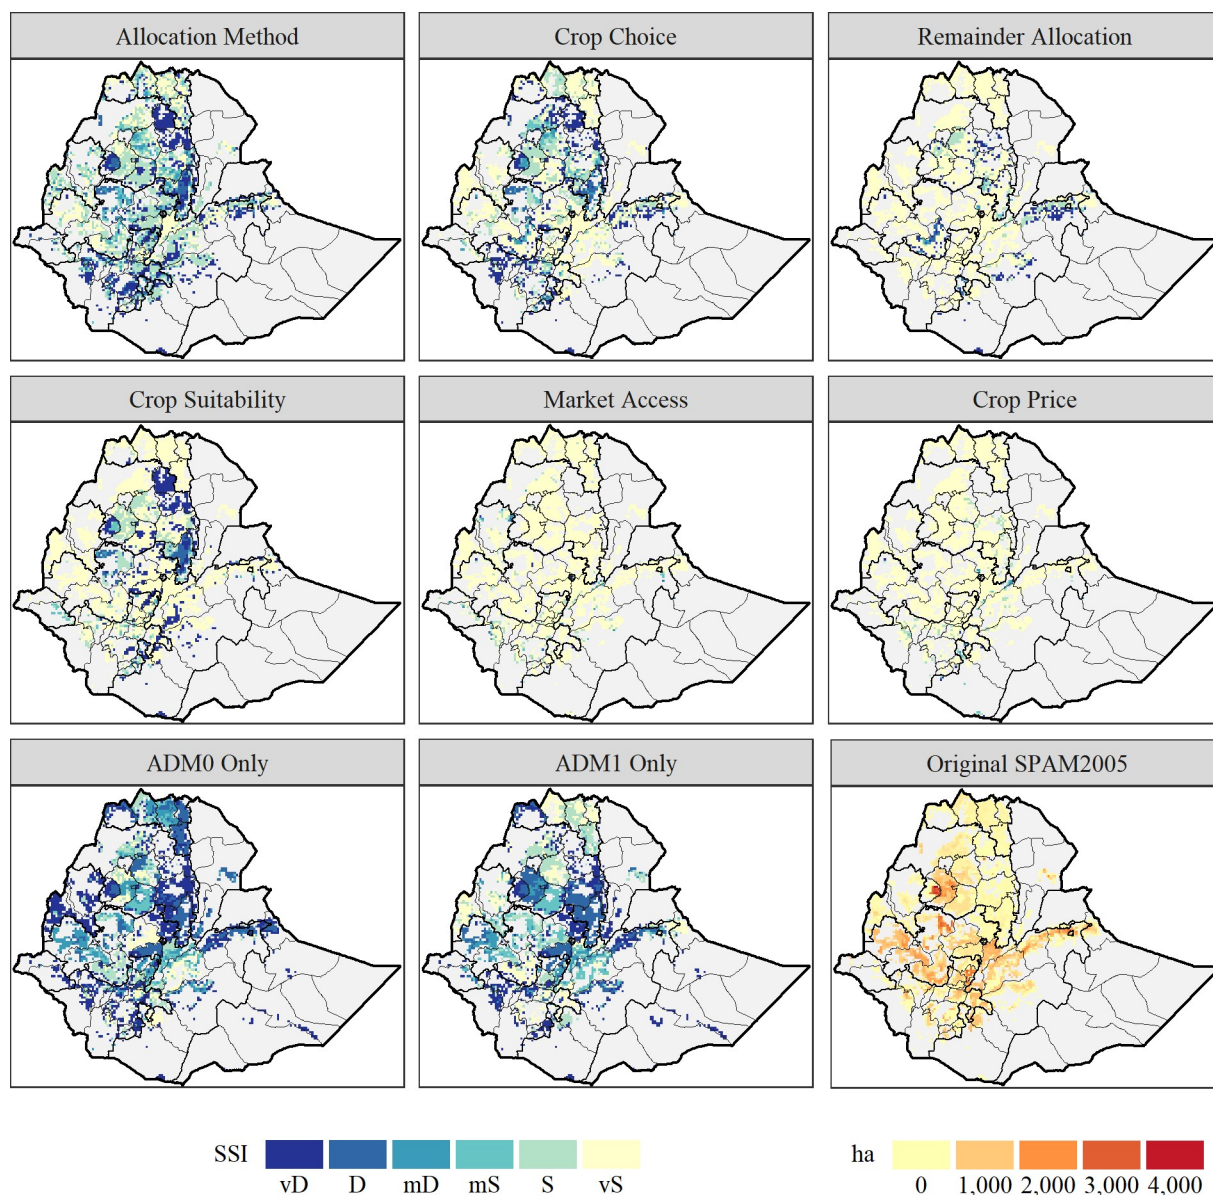 Allocation Method
Crop Choice
Remainder Allocation
Crop Suitability
Market Access
Crop Price
ADM0 Only
ADM1 Only
Original SPAM2005
SSI
vD D mD mS S vS
ha
0 1,000 2,000 3,000 4,000